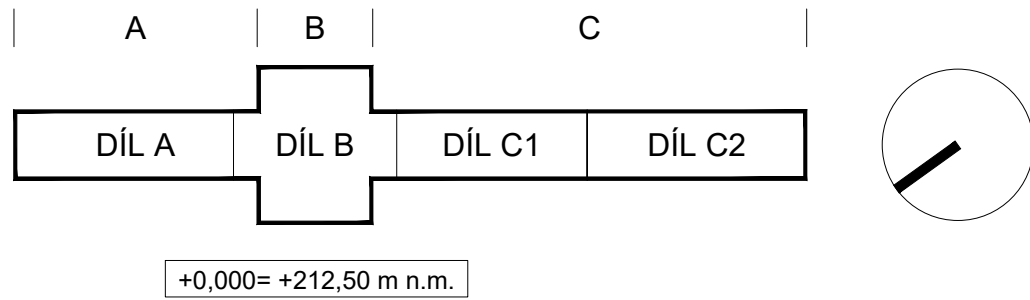 A B C
DÍL A DÍL B DÍL C1 DÍL C2
+0,000= +212,50 m n.m.